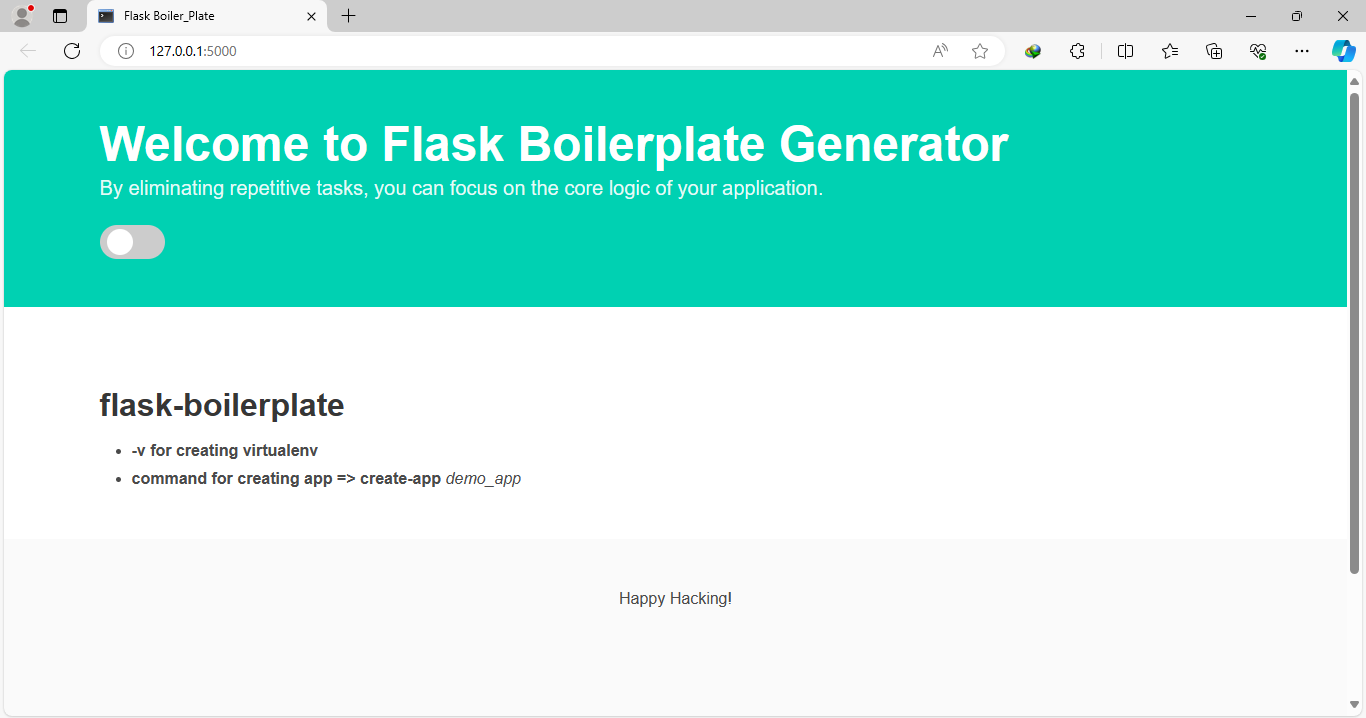 Flask Boiler_Plate
127.0.0.1:5000
Welcome to Flask Boilerplate Generator
By eliminating repetitive tasks, you can focus on the core logic of your application.
flask-boilerplate
-v for creating virtualenv
command for creating app => create-app demo_app
Happy Hacking!